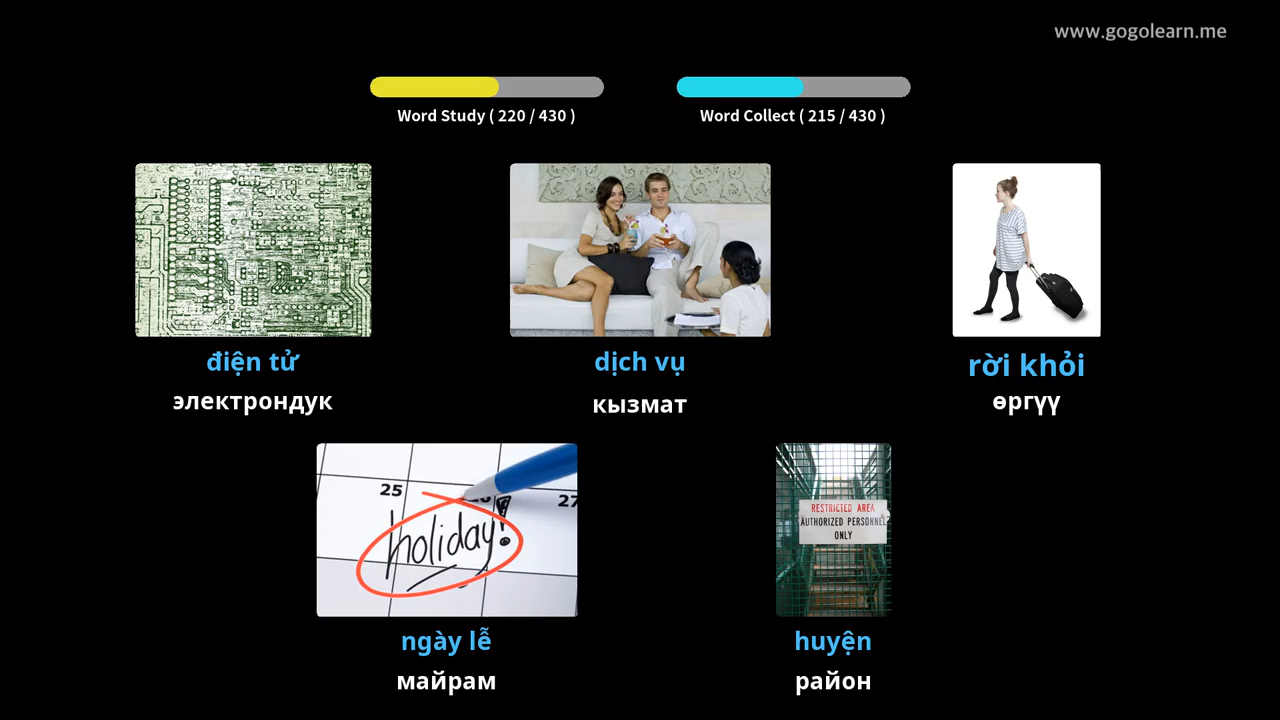 www.gogolearn.me
Word Study ( 220 / 430 )
Word Collect ( 215 / 430 )
điện tử
электрондук
dịch vụ
кызмат
rời khỏi
өргүү
25
27
holiday!
ngày lễ
майрам
RESTRICTED AREA
AUTHORIZED PERSONNEL
ONLY
huyện
район